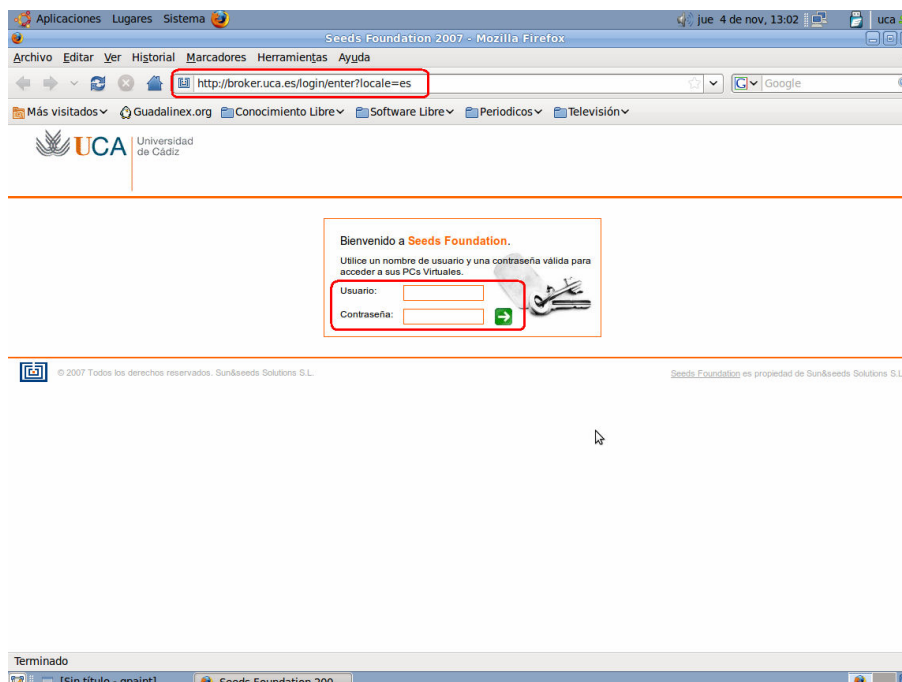 Aplicaciones Lugares Sistema jue 4 de nov, 13:02 uca
Seeds Foundation 2007 - Mozilla Firefox
Archivo Editar Ver Historial Marcadores Herramientas Ayuda
http://broker.uca.es/login/enter?locale=es Google
Más visitados Guadalinex.org Conocimiento Libre Software Libre Periodicos Televisión
UCA Universidad
de Cádiz
Bienvenido a Seeds Foundation.
Utilice un nombre de usuario y una contraseña válida para
acceder a sus PCs Virtuales.
Usuario:
Contraseña:
© 2007 Todos los derechos reservados. Sun&seeds Solutions S.L. Seeds Foundation es propiedad de Sun&seeds Solutions S.L
Terminado
[Sin título - gpaint] Seeds Foundation 200...